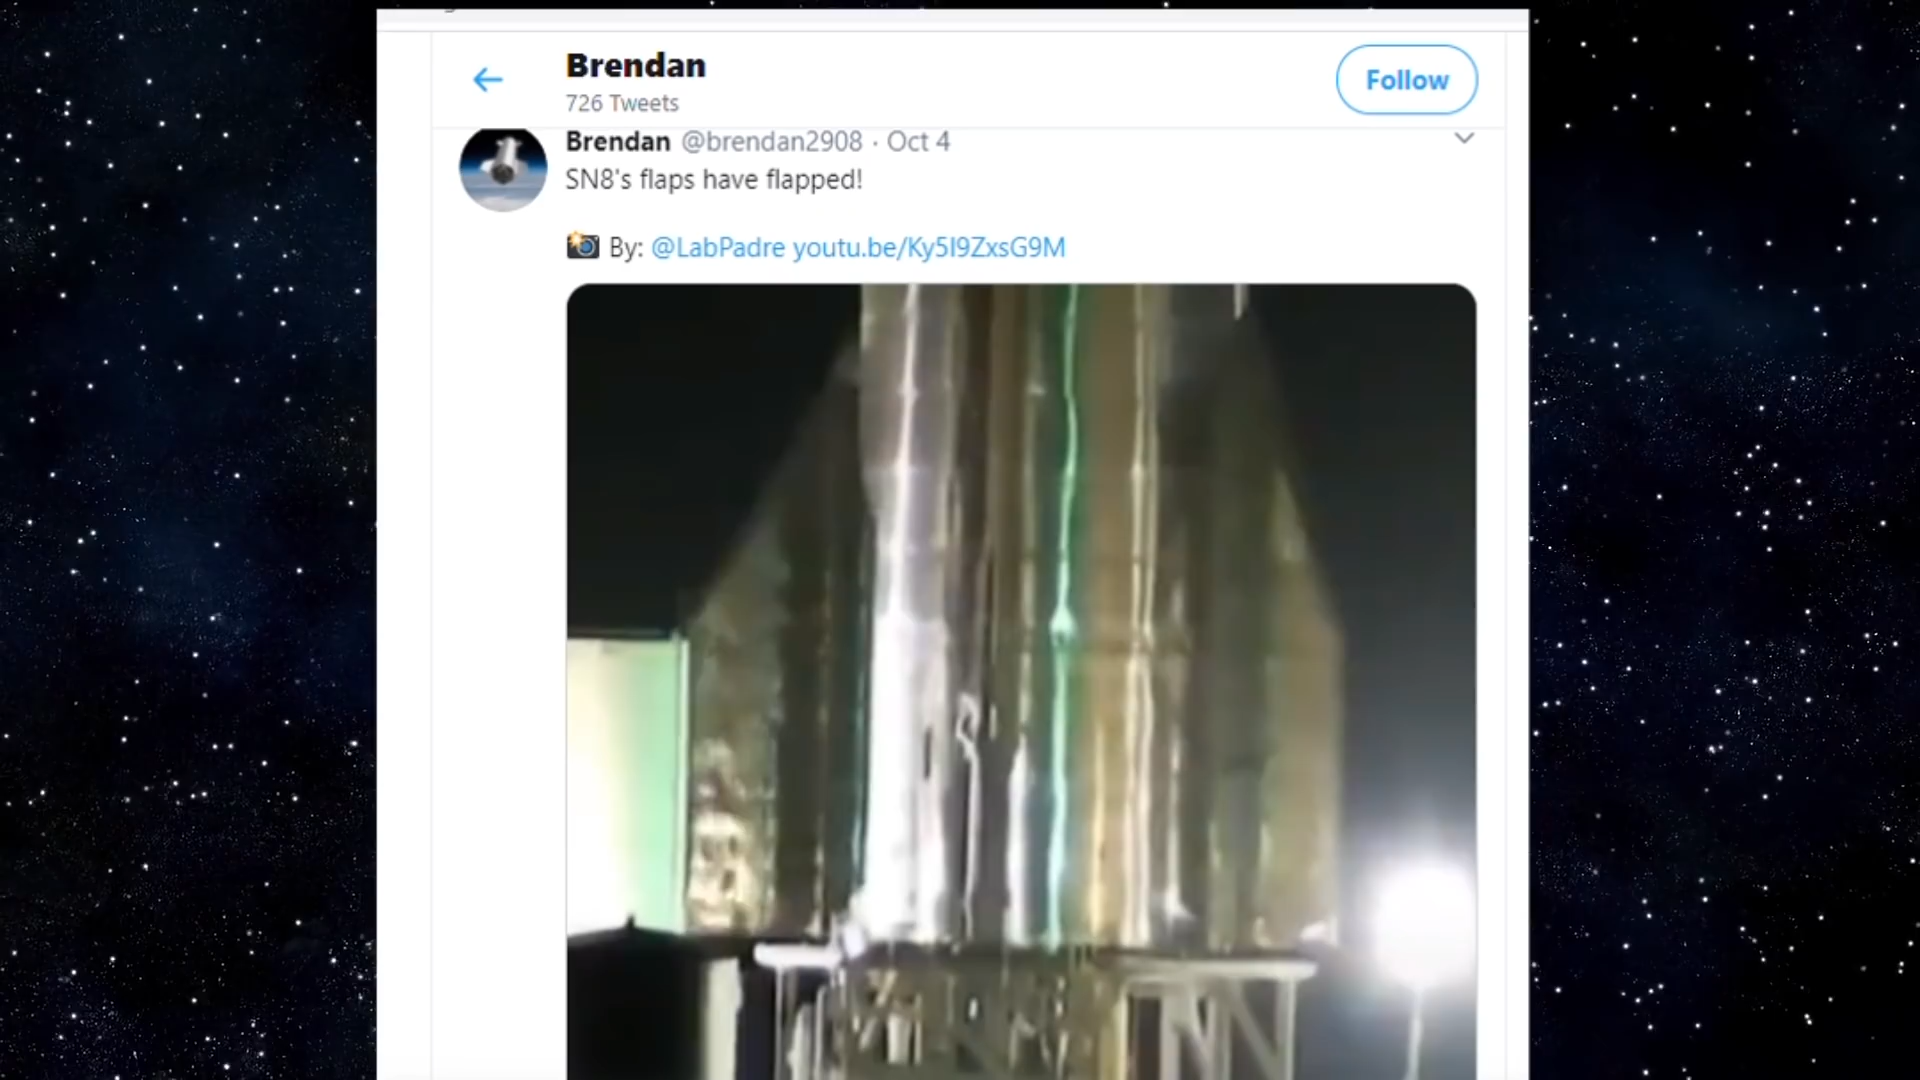 Brendan
726 Tweets
Follow
Brendan @brendan2908 · Oct 4
SN8's flaps have flapped!
By: @LabPadre youtu.be/Ky5I9ZxsG9M